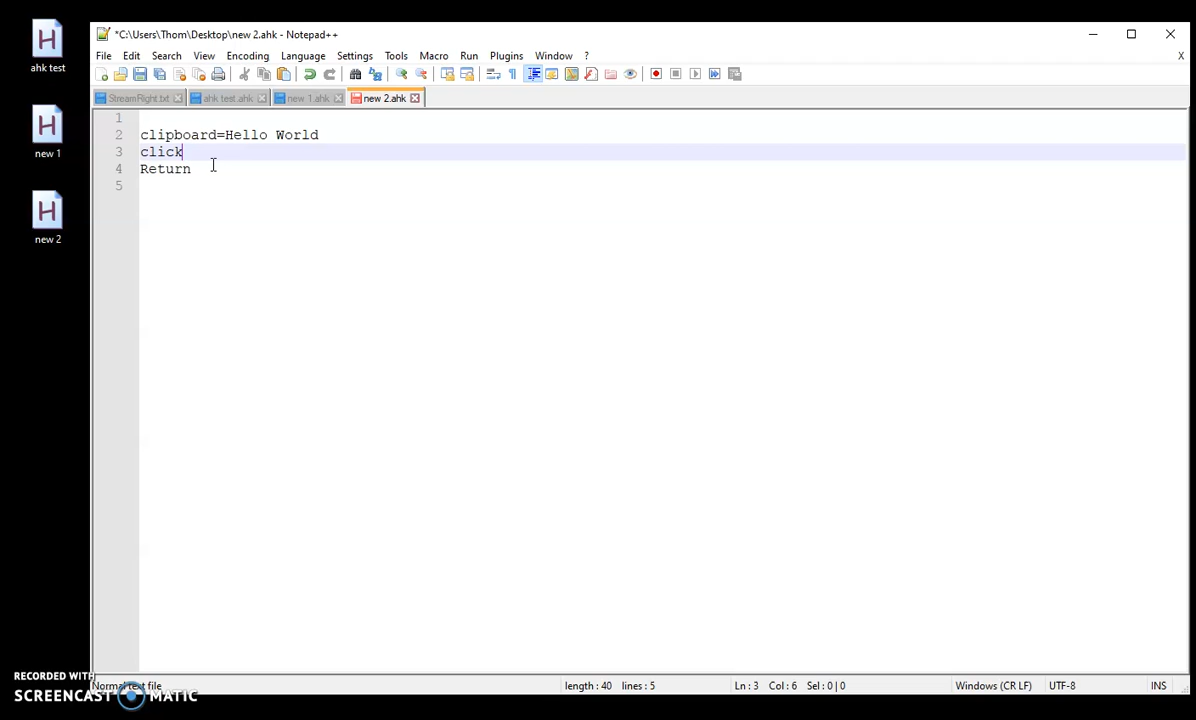 *C:\Users\Thom\Desktop\new 2.ahk - Notepad++
File Edit Search View Encoding Language Settings Tools Macro Run Plugins Window ? X
StreamRight.txt ahk test.ahk new 1.ahk new 2.ahk
1
2 clipboard=Hello World
3 click
4 Return
5
ahk test
new 1
new 2
RECORDED WITH
SCREENCAST MATIC
Normal text file length : 40 lines : 5 Ln : 3 Col : 6 Sel : 0 | 0 Windows (CR LF) UTF-8 INS